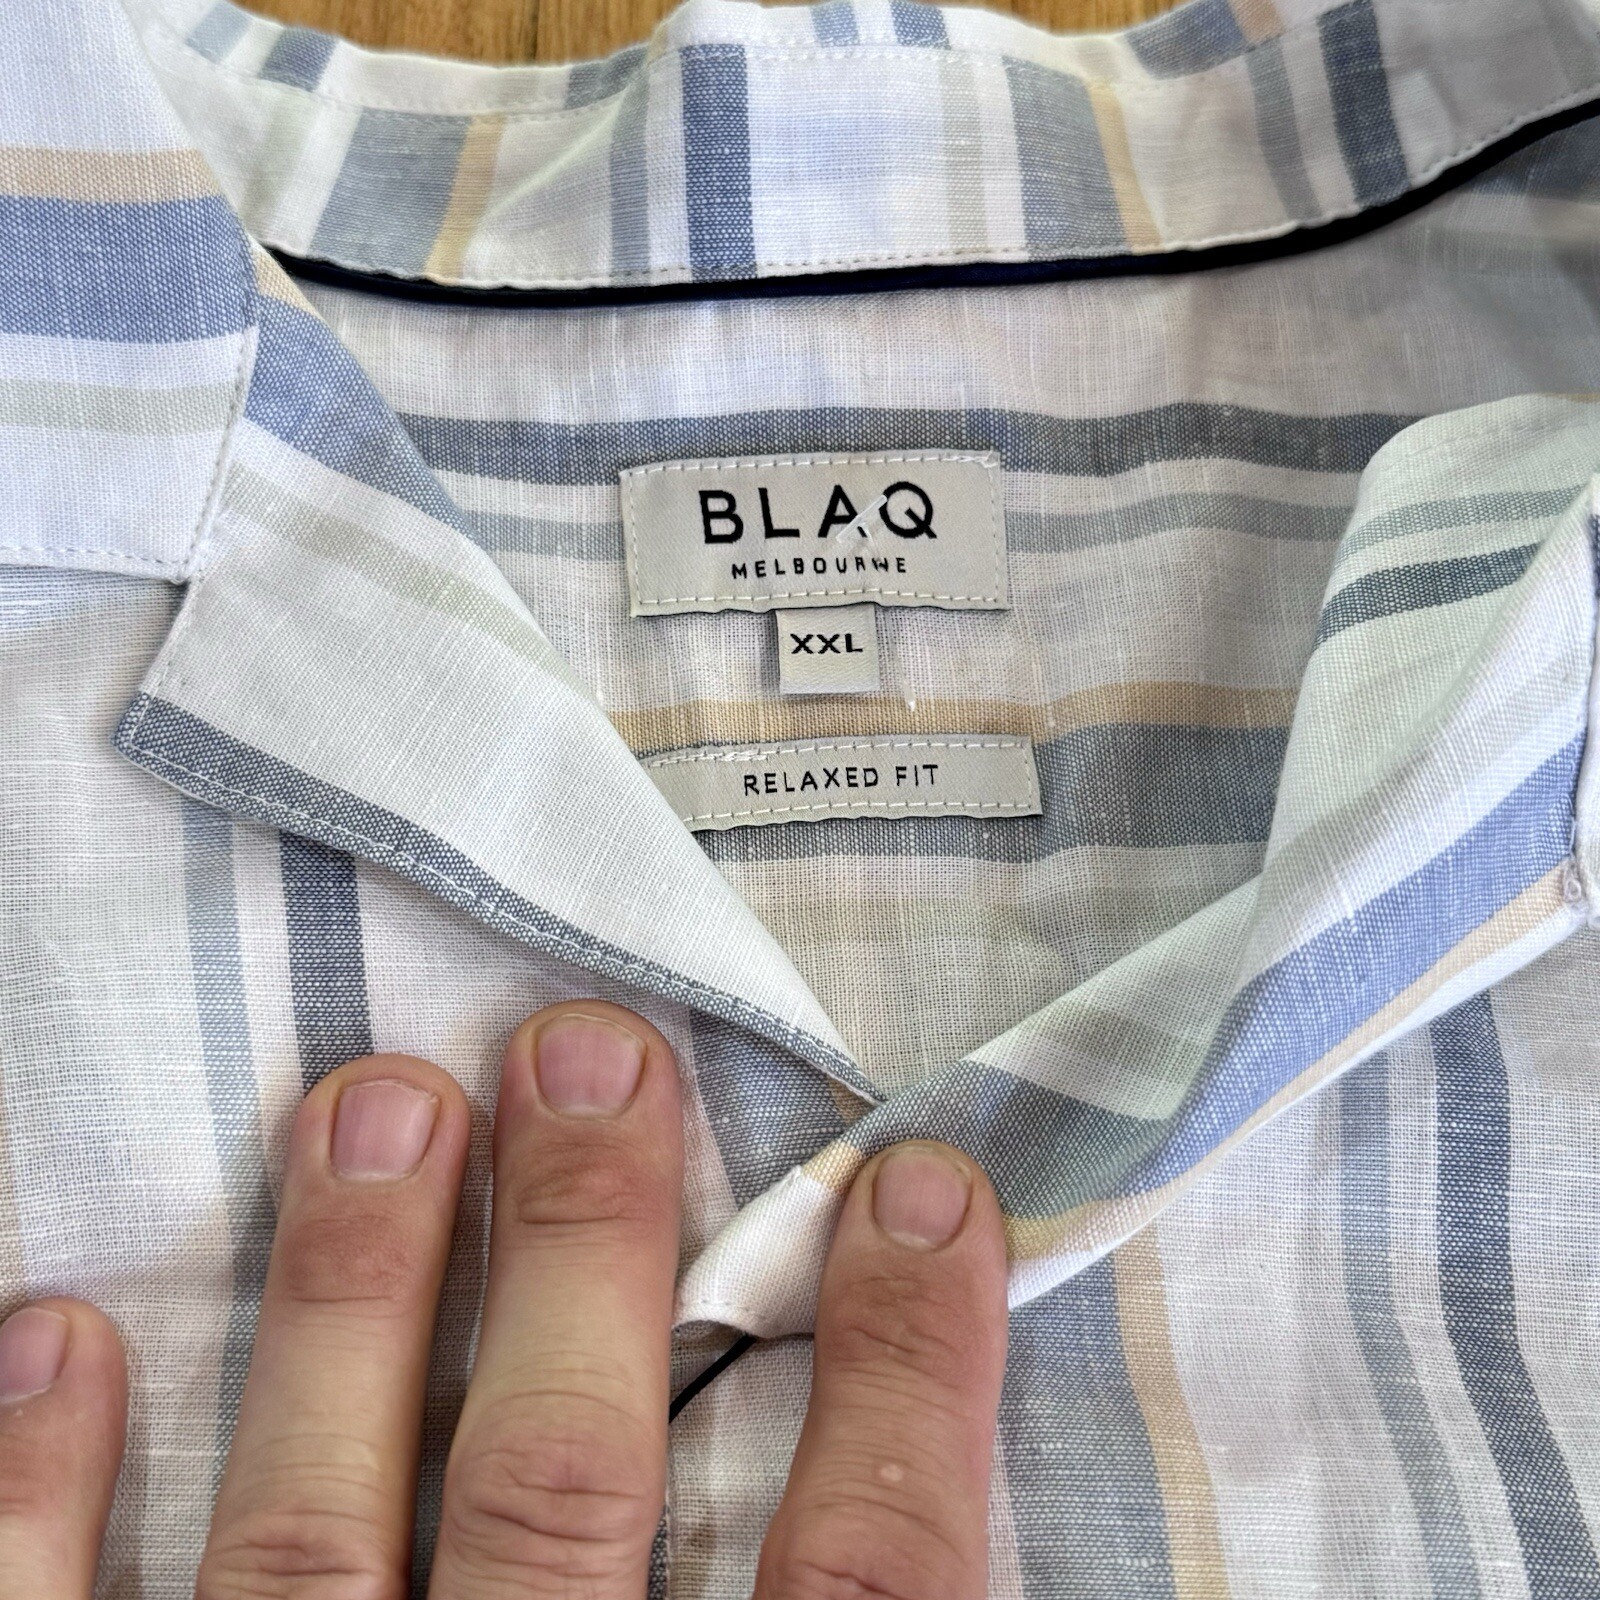 BLAQ
MELBOURNE
XXL
RELAXED FIT